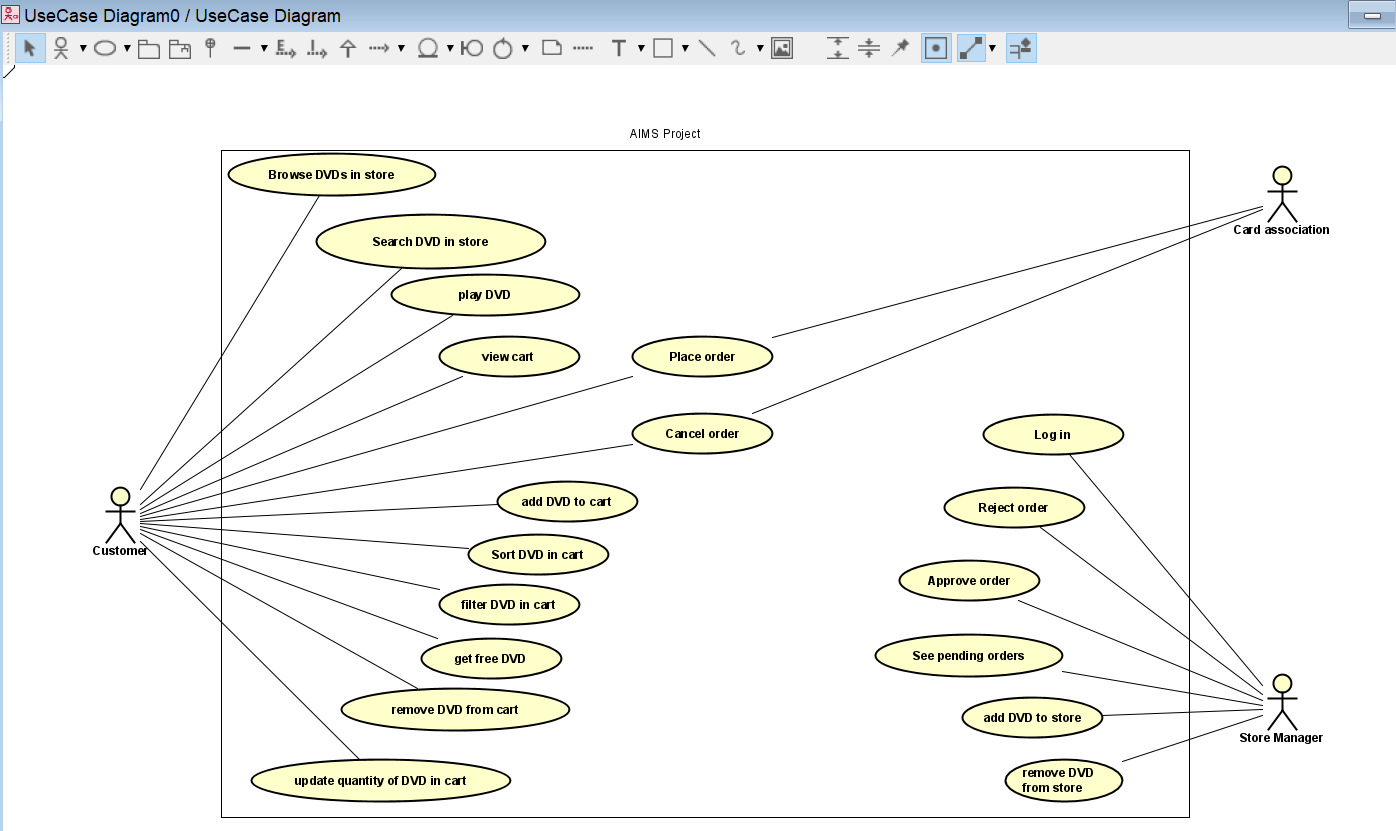 UseCase Diagram0 / UseCase Diagram
AIMS Project
Browse DVDs in store
Search DVD in store
play DVD
view cart
Place order
Cancel order
add DVD to cart
Sort DVD in cart
filter DVD in cart
get free DVD
remove DVD from cart
update quantity of DVD in cart
Customer
Card association
Log in
Reject order
Approve order
See pending orders
add DVD to store
remove DVD
from store
Store Manager